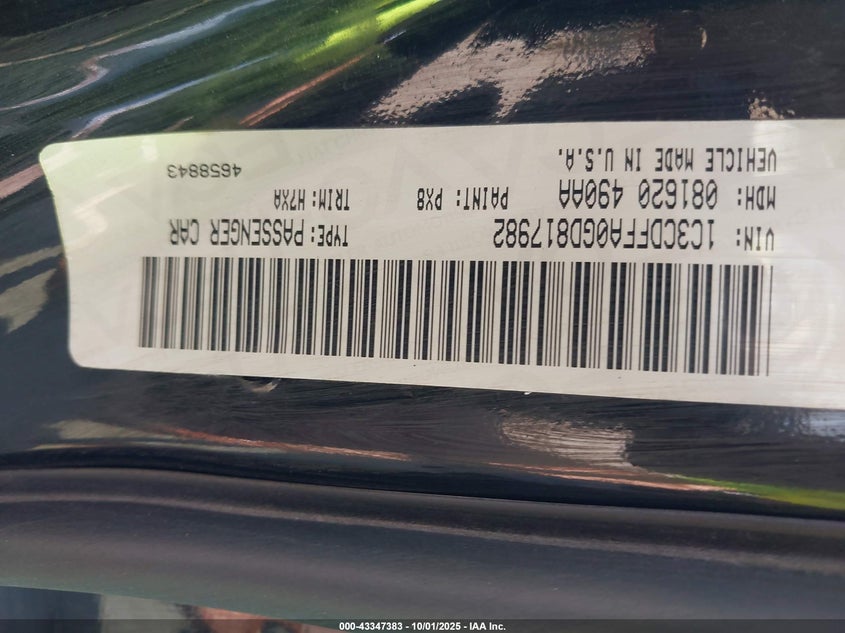 VIN: 1C3CDFFA0GD817982 TYPE: PASSENGER CAR
MDH: 081620 490AA PAINT: PX8 TRIM: H7XA
VEHICLE MADE IN U.S.A. 4658843
000-43347383 - 10/01/2025 - IAA Inc.